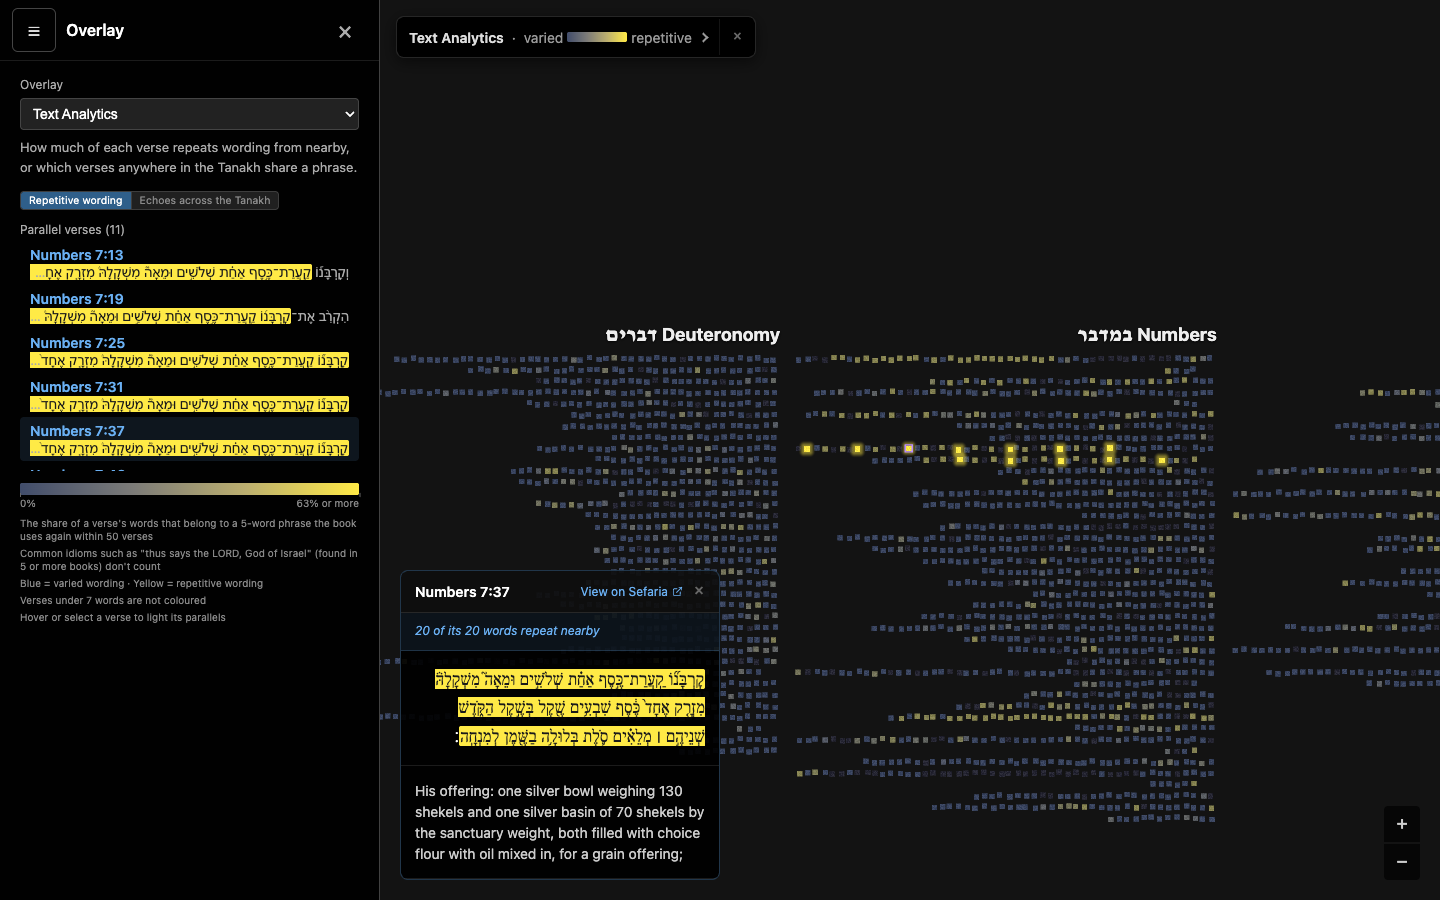 Overlay
Overlay
Text Analytics
How much of each verse repeats wording from nearby,
or which verses anywhere in the Tanakh share a phrase.
Repetitive wording
Echoes across the Tanakh
Parallel verses (11)
Numbers 7:13
וְקָרְבָּנ֞וֹ קַֽעֲרַת־כֶּ֣סֶף אַחַ֗ת שְׁלֹשִׁ֣ים וּמֵאָה֮ מִשְׁקָלָהּ֒ מִזְרָ֤ק אֶחָ...
Numbers 7:19
הִקְרִ֨ב אֶת־קׇרְבָּנ֜וֹ קַֽעֲרַת־כֶּ֣סֶף אַחַ֗ת שְׁלֹשִׁ֣ים וּמֵאָה֮ מִשְׁקָלָהּ֒ ...
Numbers 7:25
קׇרְבָּנ֞וֹ קַֽעֲרַת־כֶּ֣סֶף אַחַ֗ת שְׁלֹשִׁ֣ים וּמֵאָה֮ מִשְׁקָלָהּ֒ מִזְרָ֤ק אֶחָד֙...
Numbers 7:31
קׇרְבָּנ֞וֹ קַֽעֲרַת־כֶּ֣סֶף אַחַ֗ת שְׁלֹשִׁ֣ים וּמֵאָה֮ מִשְׁקָלָהּ֒ מִזְרָ֤ק אֶחָד֙...
Numbers 7:37
קׇרְבָּנ֞וֹ קַֽעֲרַת־כֶּ֣סֶף אַחַ֗ת שְׁלֹשִׁ֣ים וּמֵאָה֮ מִשְׁקָלָהּ֒ מִזְרָ֤ק אֶחָד֙...
0%
63% or more
The share of a verse's words that belong to a 5-word phrase the book
uses again within 50 verses
Common idioms such as "thus says the LORD, God of Israel" (found in
5 or more books) don't count
Blue = varied wording · Yellow = repetitive wording
Verses under 7 words are not coloured
Hover or select a verse to light its parallels
Text Analytics · varied repetitive
דברים Deuteronomy
במדבר Numbers
Numbers 7:37
View on Sefaria
20 of its 20 words repeat nearby
קׇרְבָּנ֞וֹ קַֽעֲרַת־כֶּ֣סֶף אַחַ֗ת שְׁלֹשִׁ֣ים וּמֵאָה֮ מִשְׁקָלָהּ֒
מִזְרָ֤ק אֶחָד֙ כֶּ֔סֶף שִׁבְעִ֥ים שֶׁ֖קֶל בְּשֶׁ֣קֶל הַקֹּ֑דֶשׁ
שְׁנֵיהֶ֣ם ׀ מְלֵאִ֗ים סֹ֛לֶת בְּלוּלָ֥ה בַשֶּׁ֖מֶן לְמִנְחָֽה׃
His offering: one silver bowl weighing 130
shekels and one silver basin of 70 shekels by
the sanctuary weight, both filled with choice
flour with oil mixed in, for a grain offering;
+
−